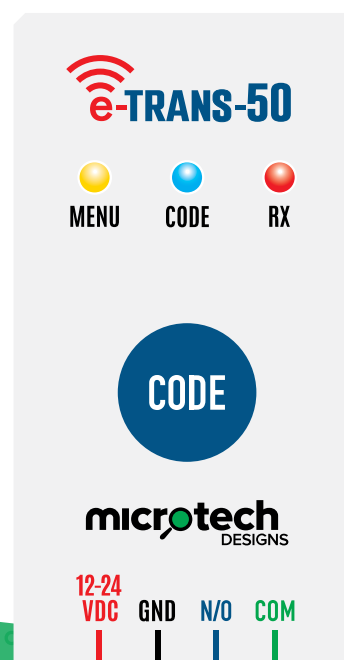 e-TRANS-50
MENU CODE RX
CODE
microtech
DESIGNS
12-24
VDC GND N/O COM